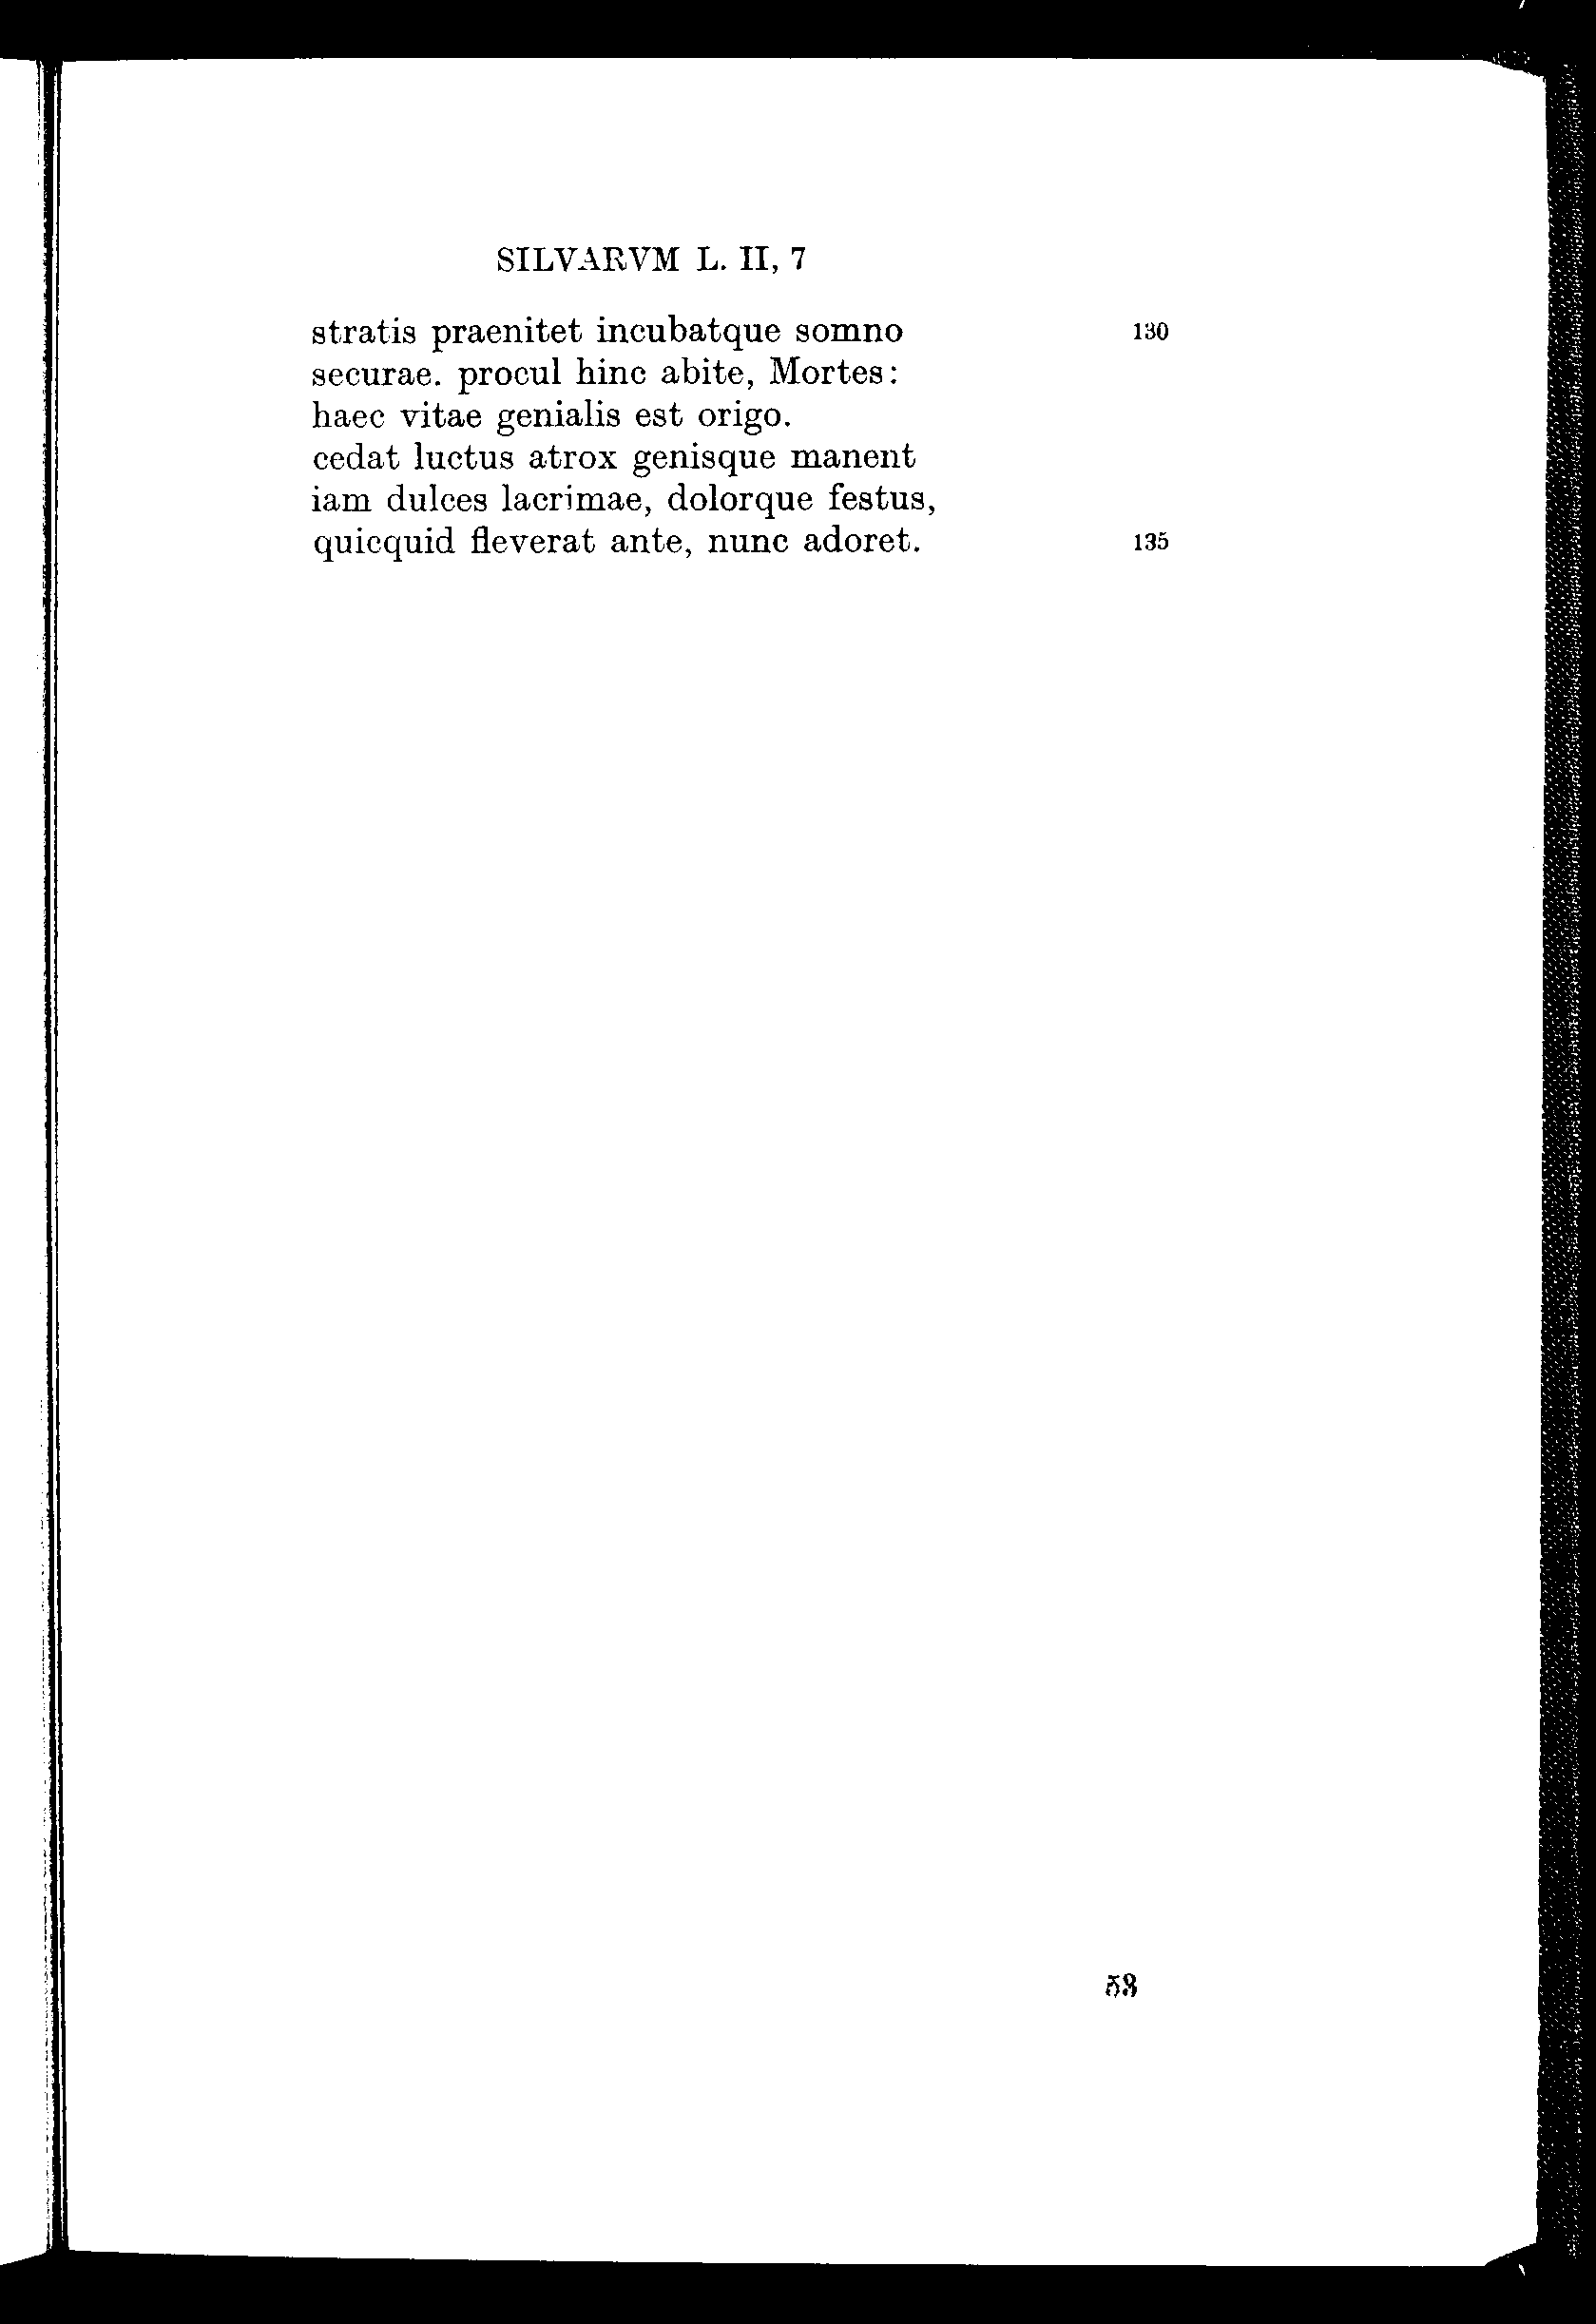 SILVARVM L. II, 7
stratis praenitet incubatque somno 130
securae. procul hinc abite, Mortes:
haec vitae genialis est origo.
cedat luctus atrox genisque manent
iam dulces lacrimae, dolorque festus,
quicquid fleverat ante, nunc adoret. 135
53